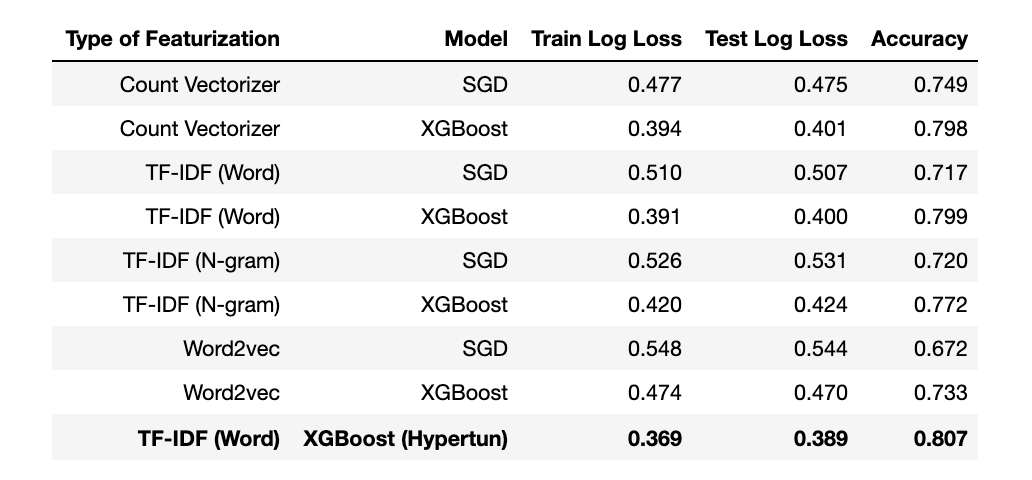 Type of Featurization Model Train Log Loss Test Log Loss Accuracy
Count Vectorizer SGD 0.477 0.475 0.749
Count Vectorizer XGBoost 0.394 0.401 0.798
TF-IDF (Word) SGD 0.510 0.507 0.717
TF-IDF (Word) XGBoost 0.391 0.400 0.799
TF-IDF (N-gram) SGD 0.526 0.531 0.720
TF-IDF (N-gram) XGBoost 0.420 0.424 0.772
Word2vec SGD 0.548 0.544 0.672
Word2vec XGBoost 0.474 0.470 0.733
TF-IDF (Word) XGBoost (Hypertun) 0.369 0.389 0.807